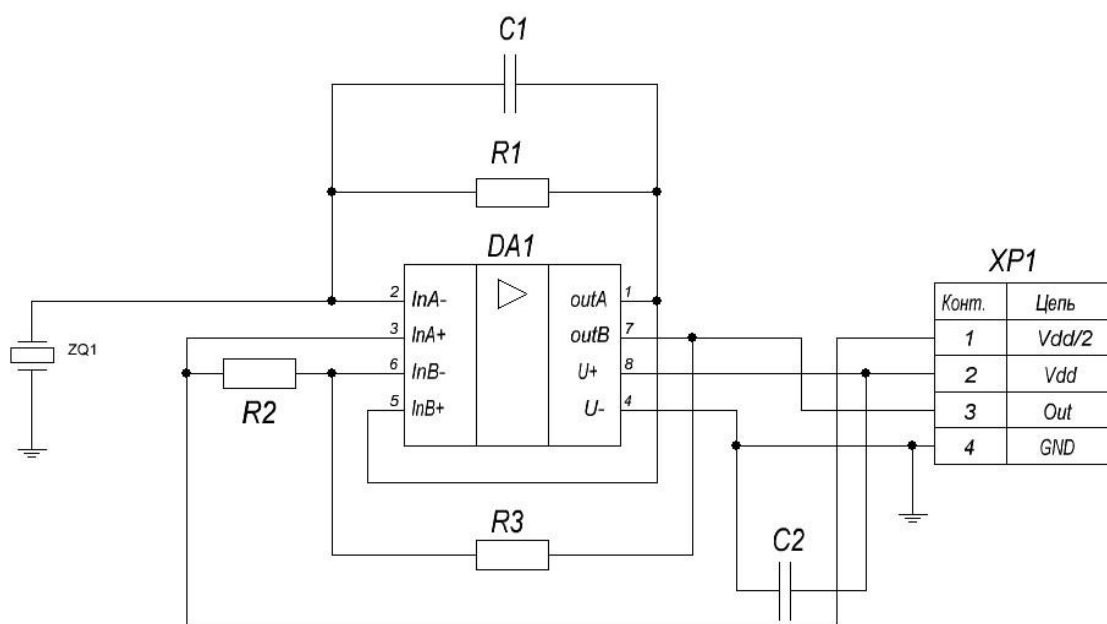 C1
R1
DA1
2 InA- outA 1
3 InA+ outB 7
6 InB- U+ 8
5 InB+ U- 4
ZQ1
R2
R3
C2
XP1
Конт. Цепь
1 Vdd/2
2 Vdd
3 Out
4 GND